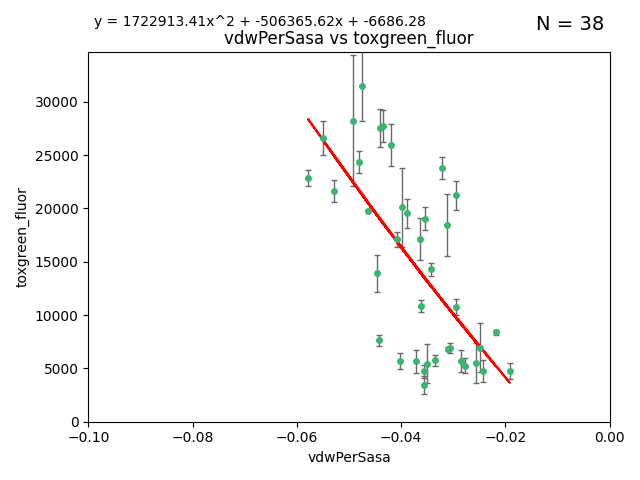 y = 1722913.41x^2 + -506365.62x + -6686.28
N = 38
vdwPerSasa vs toxgreen_fluor
30000
25000
20000
15000
10000
5000
0
toxgreen_fluor
−0.10 −0.08 −0.06 −0.04 −0.02 0.00
vdwPerSasa